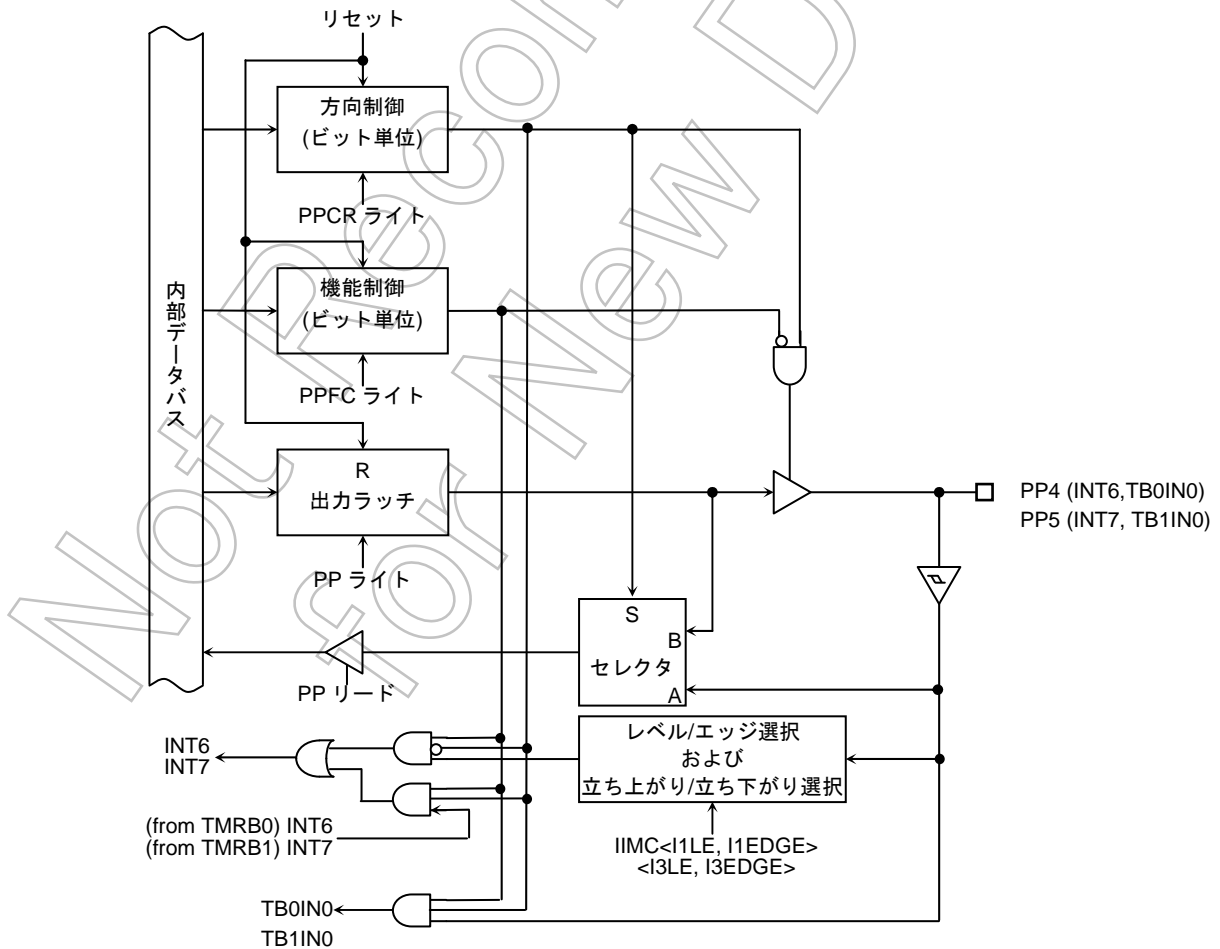 リセット
方向制御
(ビット単位)
PPCR ライト
内部データバス
機能制御
(ビット単位)
PPFC ライト
R
出力ラッチ
PP ライト
PP4 (INT6,TB0IN0)
PP5 (INT7, TB1IN0)
S
B
セレクタ
A
PP リード
レベル/エッジ選択
および
立ち上がり/立ち下がり選択
INT6
INT7
(from TMRB0) INT6
(from TMRB1) INT7
IIMC<I1LE, I1EDGE>
<I3LE, I3EDGE>
TB0IN0
TB1IN0
Not Recom
for New D